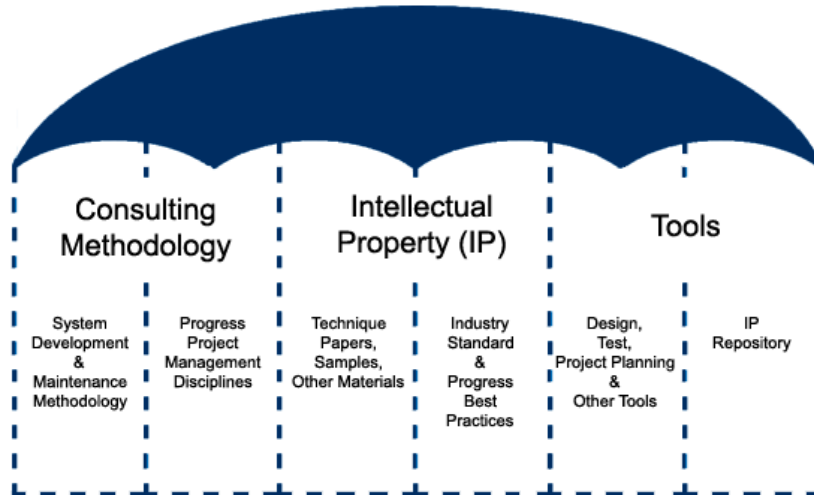 Consulting
Methodology
Intellectual
Property (IP)
Tools
System
Development
&
Maintenance
Methodology
Progress
Project
Management
Disciplines
Technique
Papers,
Samples,
Other Materials
Industry
Standard
&
Progress
Best
Practices
Design,
Test,
Project Planning
&
Other Tools
IP
Repository